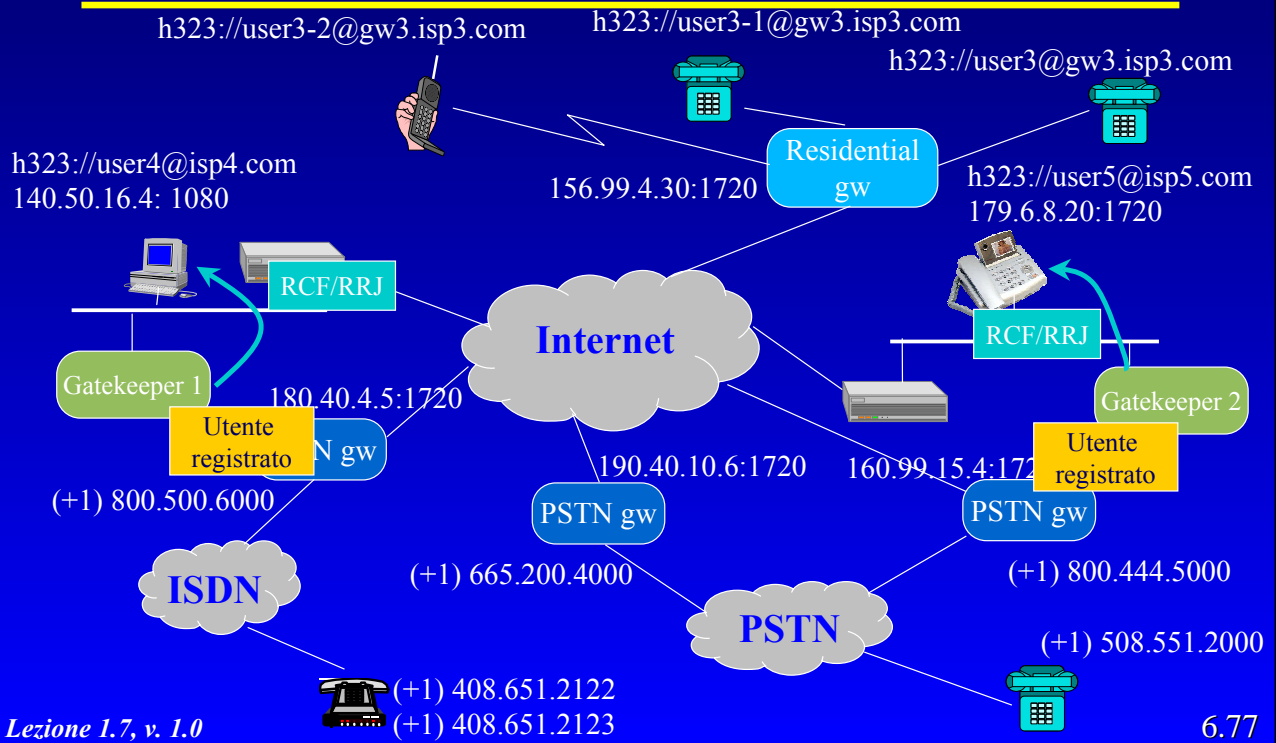 h323://user3-2@gw3.isp3.com
h323://user3-1@gw3.isp3.com
h323://user3@gw3.isp3.com
h323://user4@isp4.com
140.50.16.4: 1080
156.99.4.30:1720
Residential
gw
h323://user5@isp5.com
179.6.8.20:1720
RCF/RRJ
Internet
RCF/RRJ
Gatekeeper 1
180.40.4.5:1720
Gatekeeper 2
Utente
registrato
N gw
190.40.10.6:1720
160.99.15.4:172
Utente
registrato
(+1) 800.500.6000
PSTN gw
PSTN gw
ISDN
(+1) 665.200.4000
(+1) 800.444.5000
PSTN
(+1) 508.551.2000
(+1) 408.651.2122
(+1) 408.651.2123
Lezione 1.7, v. 1.0
6.77